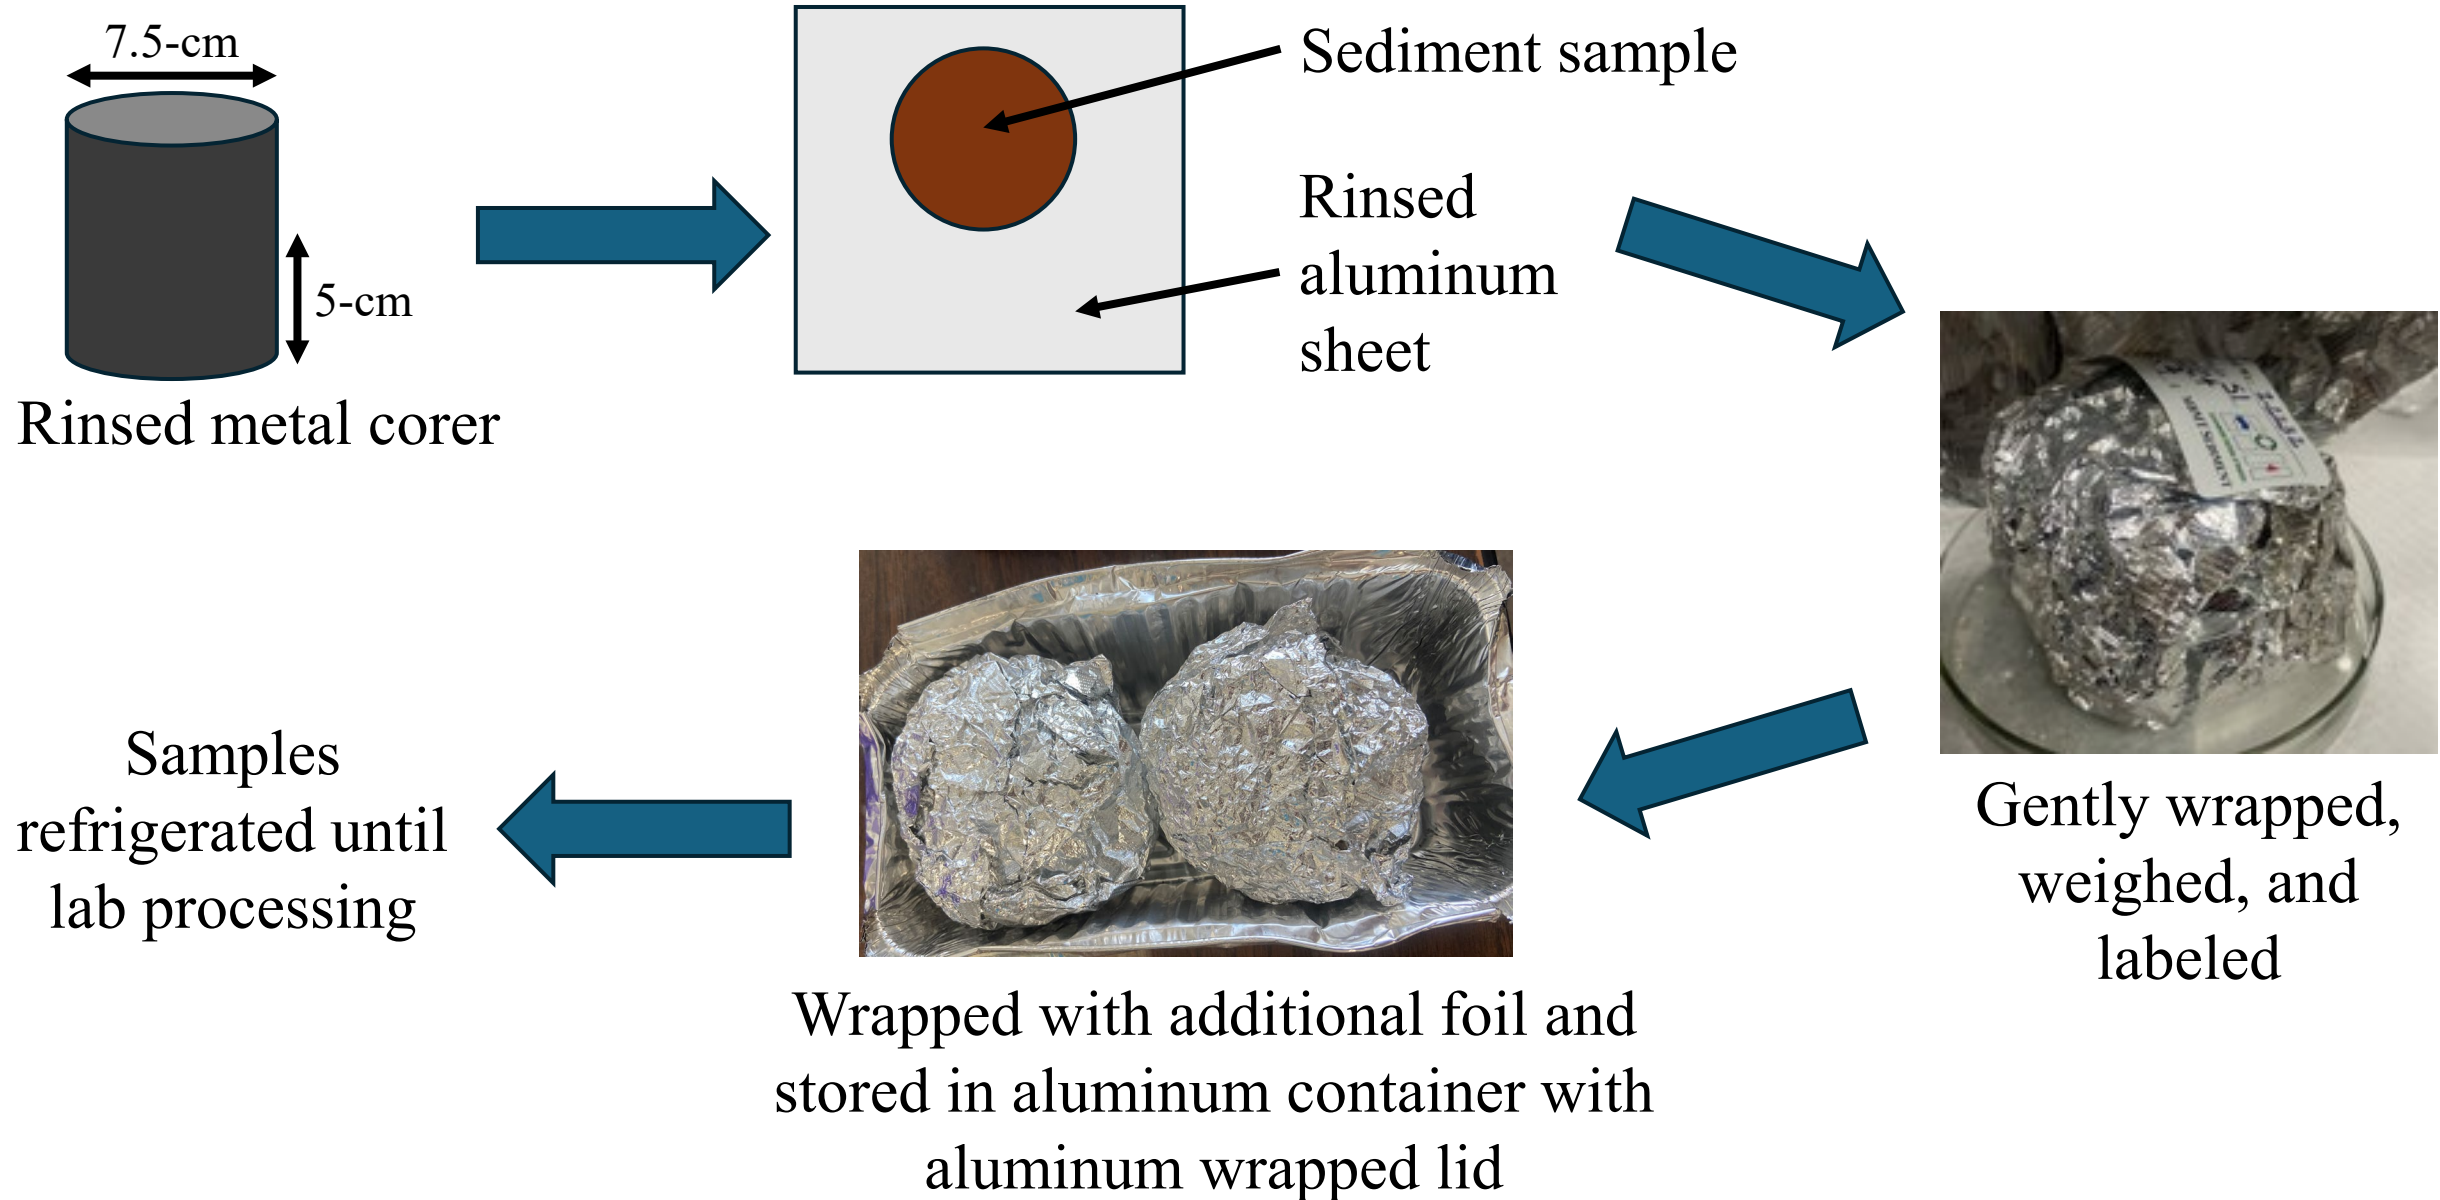 7.5-cm
5-cm
Rinsed metal corer
Sediment sample
Rinsed
aluminum
sheet
Gently wrapped,
weighed, and
labeled
Wrapped with additional foil and
stored in aluminum container with
aluminum wrapped lid
Samples
refrigerated until
lab processing